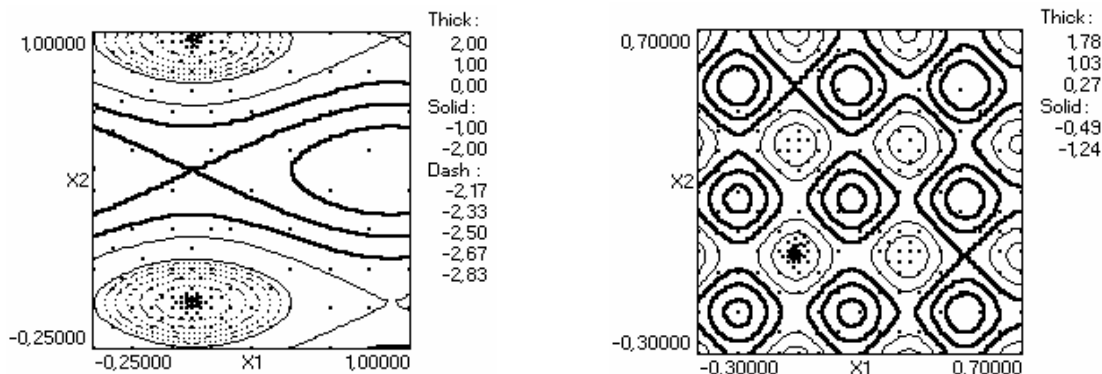 Thick :
1,00000
2,00
1,00
0,00
Solid :
-1,00
-2,00
Dash :
X2
-2,17
-2,33
-2,50
-2,67
-2,83
-0,25000
-0,25000 X1 1,00000
Thick :
0,70000
1,78
1,03
0,27
Solid :
-0,49
-1,24
X2
-0,30000
-0,30000 X1 0,70000